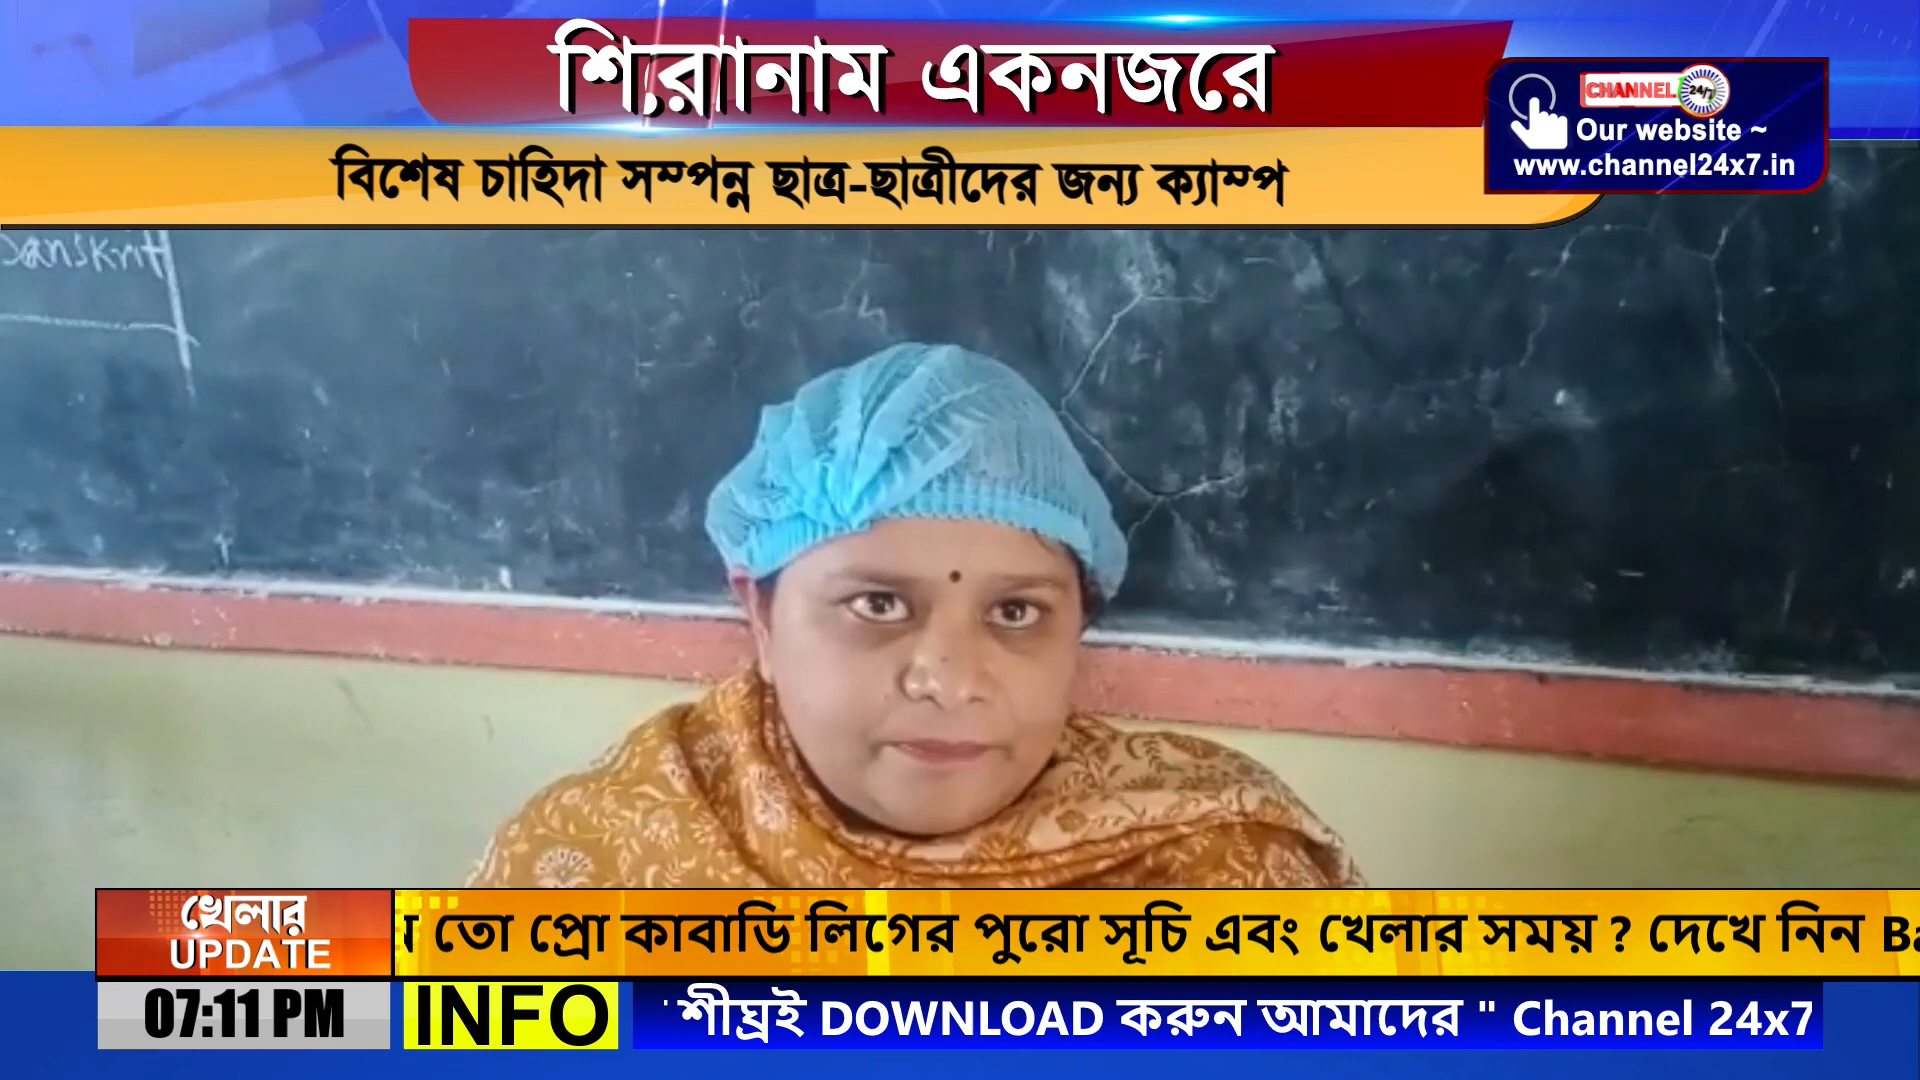 শিরোনাম একনজরে
CHANNEL 24/7
Our website ~
www.channel24x7.in
বিশেষ চাহিদা সম্পন্ন ছাত্র-ছাত্রীদের জন্য ক্যাম্প
Sanskrit
খেলার
UPDATE
তো প্রো কাবাডি লিগের পুরো সূচি এবং খেলার সময় ? দেখে নিন
07:11 PM
INFO
শীঘ্রই DOWNLOAD করুন আমাদের " Channel 24x7